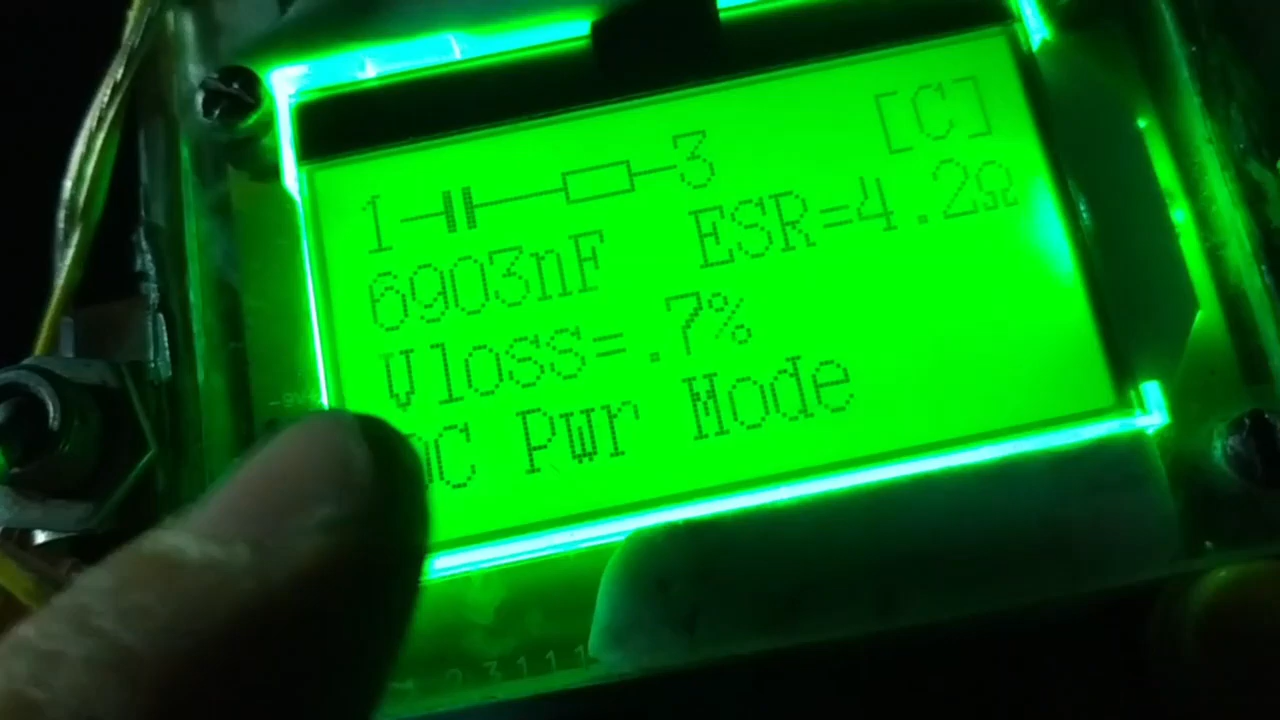 [C]
1 3
6903nF ESR=4.2Ω
Vloss=.7%
Pwr Mode